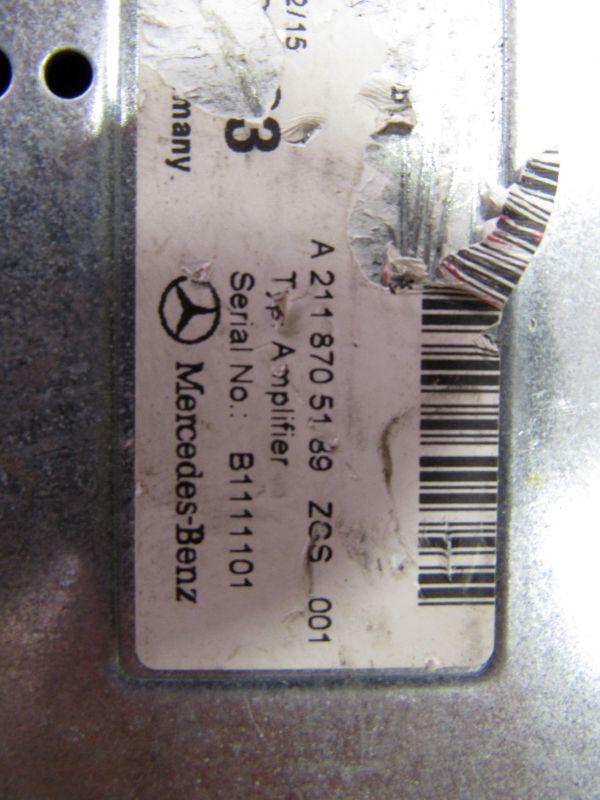 2/15
3
many.
A 211 870 51 89 ZGS 001
Typ: Amplifier
Serial No.: B1111101
Mercedes-Benz